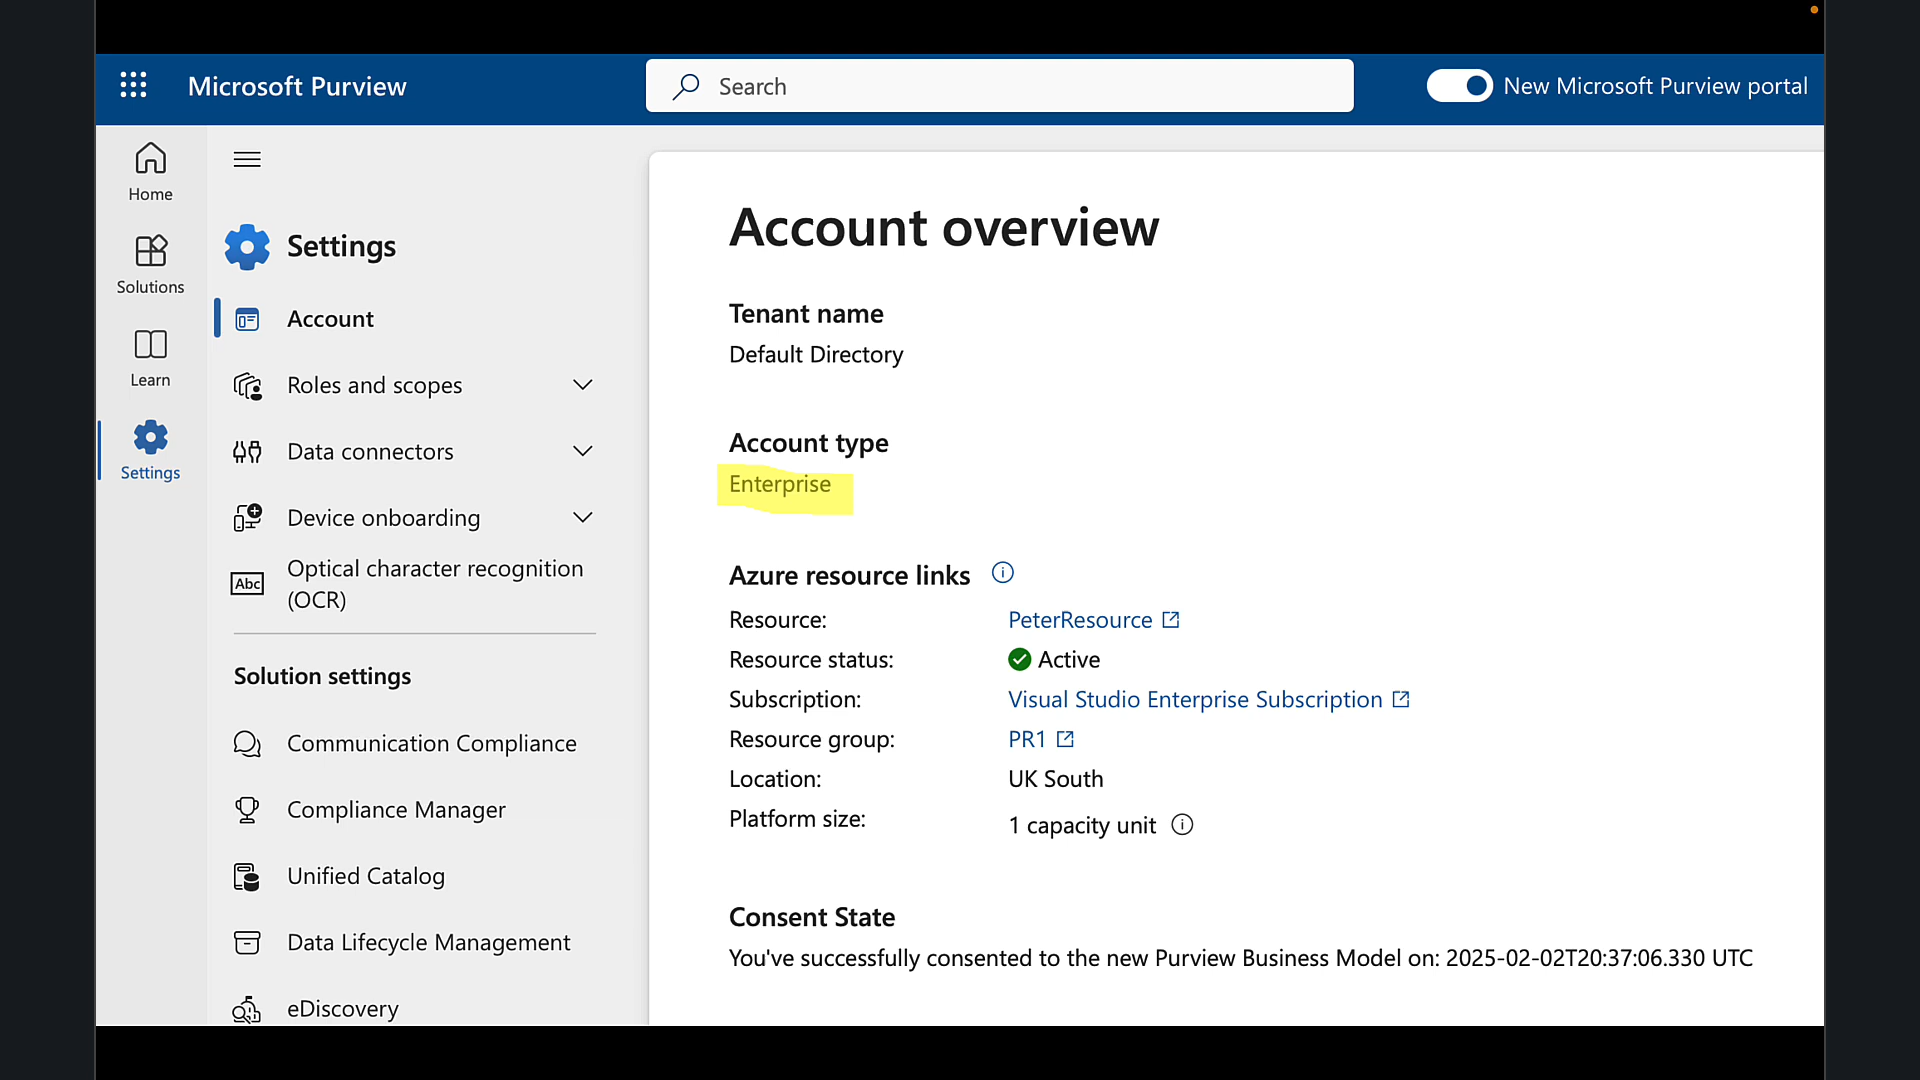 Microsoft Purview
Search
New Microsoft Purview portal
Home
Solutions
Learn
Settings
Settings
Account
Roles and scopes
Data connectors
Device onboarding
Abc
Optical character recognition
(OCR)
Solution settings
Communication Compliance
Compliance Manager
Unified Catalog
Data Lifecycle Management
eDiscovery
Account overview
Tenant name
Default Directory
Account type
Enterprise
Azure resource links
Resource: PeterResource
Resource status: Active
Subscription: Visual Studio Enterprise Subscription
Resource group: PR1
Location: UK South
Platform size: 1 capacity unit
Consent State
You've successfully consented to the new Purview Business Model on: 2025-02-02T20:37:06.330 UTC